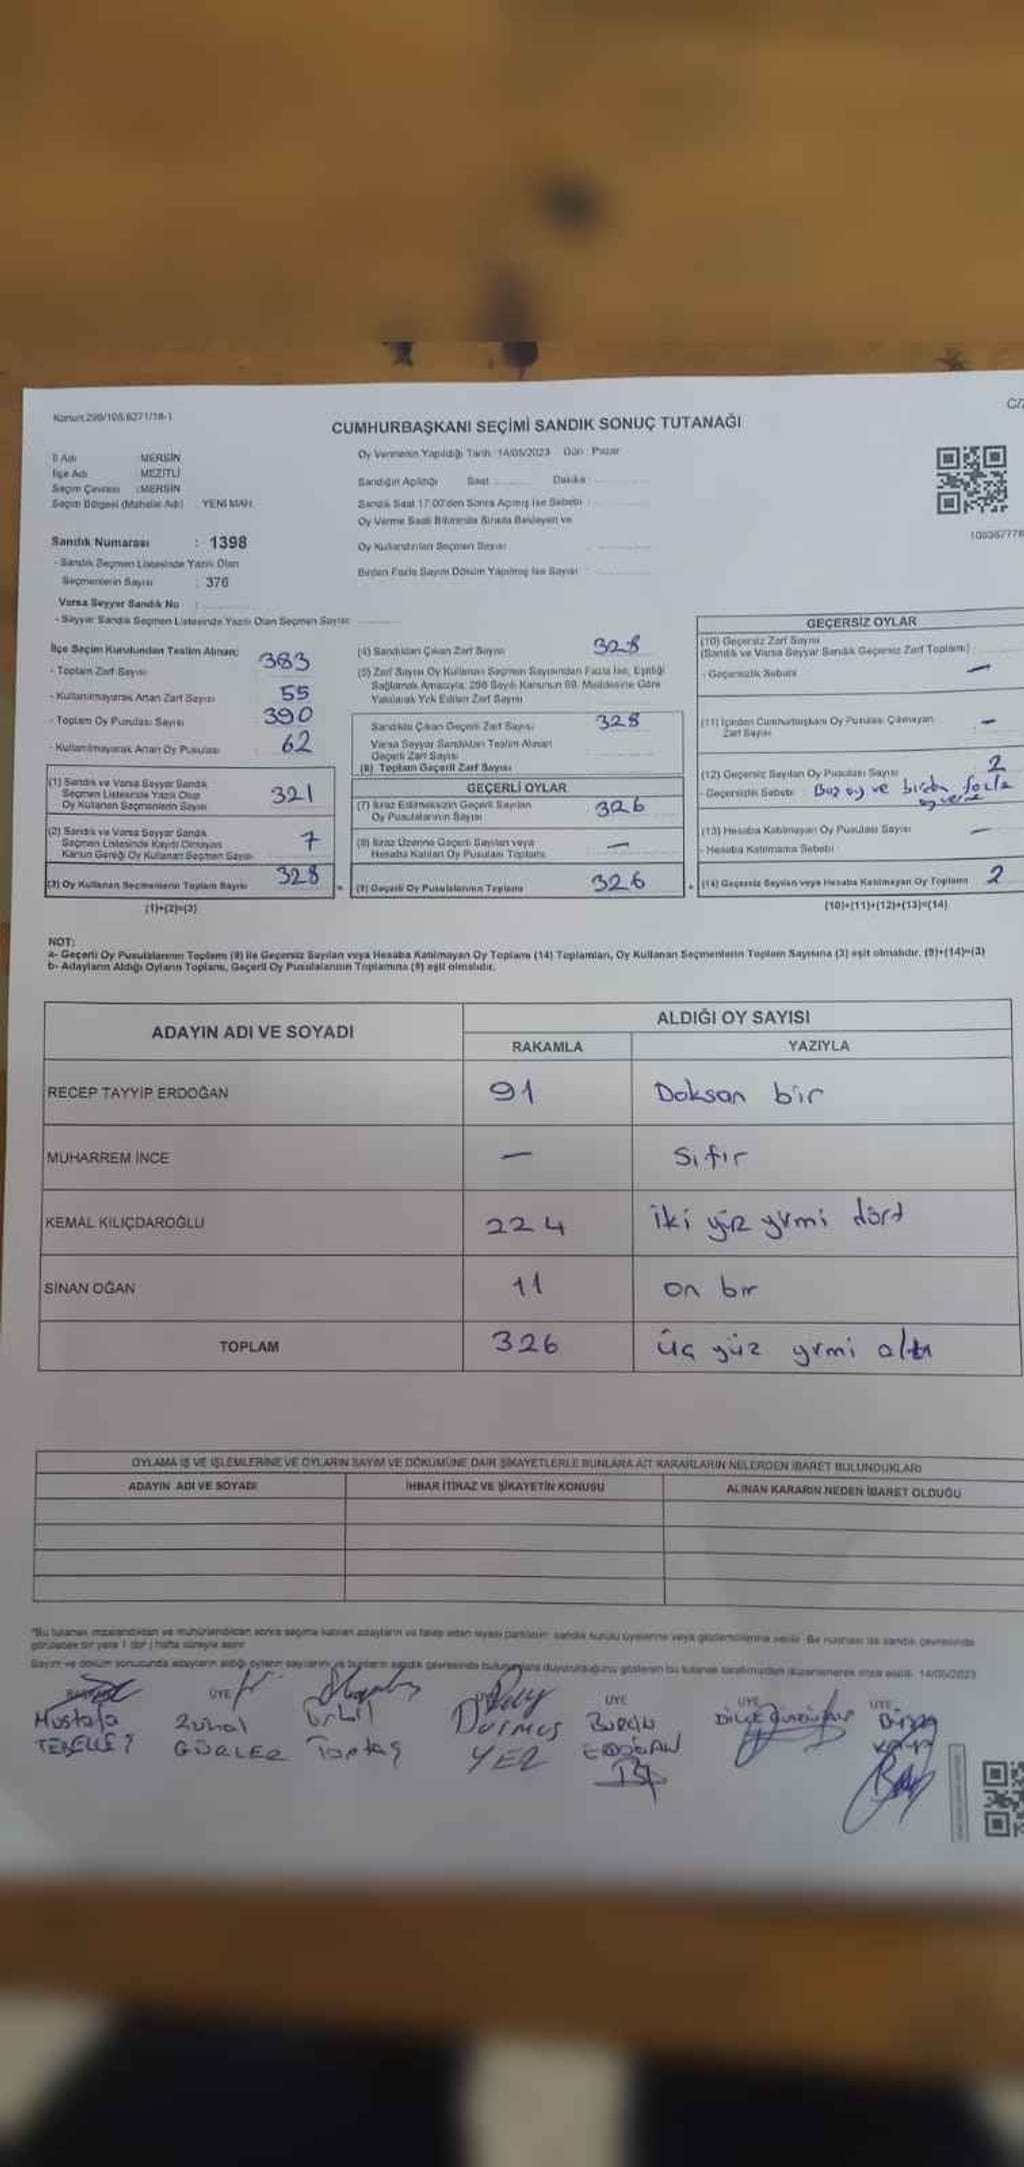 Kanun:298/105,6271/18-1
C/2
CUMHURBAŞKANI SEÇİMİ SANDIK SONUÇ TUTANAĞI
İl Adı MERSİN
İlçe Adı MEZİTLİ
Seçim Çevresi :MERSİN
Seçim Bölgesi (Mahalle Adı) YENİ MAH.
Oy Vermenin Yapıldığı Tarih: 14/05/2023 Gün : Pazar
Sandığın Açıldığı Saat : Dakika :
Sandık Saat 17:00'den Sonra Açılmış İse Sebebi :
Oy Verme Saati Bitiminde Sırada Bekleyen ve
Oy Kullandırılan Seçmen Sayısı
Birden Fazla Sayım Döküm Yapılmış İse Sayısı :
Sandık Numarası : 1398
- Sandık Seçmen Listesinde Yazılı Olan
Seçmenlerin Sayısı : 376
Varsa Seyyar Sandık No :
- Seyyar Sandık Seçmen Listesinde Yazılı Olan Seçmen Sayısı:
İlçe Seçim Kurulundan Teslim Alınan;
- Toplam Zarf Sayısı 383
- Kullanılmayarak Artan Zarf Sayısı 55
- Toplam Oy Pusulası Sayısı 390
- Kullanılmayarak Artan Oy Pusulası 62
(1) Sandık ve Varsa Seyyar Sandık
Seçmen Listesinde Yazılı Olup
Oy Kullanan Seçmenlerin Sayısı 321
(2) Sandık ve Varsa Seyyar Sandık
Seçmen Listesinde Kayıtlı Olmayan
Kanun Gereği Oy Kullanan Seçmen Sayısı 7
(3) Oy Kullanan Seçmenlerin Toplam Sayısı 328
(1)+(2)=(3)
(4) Sandıktan Çıkan Zarf Sayısı 328
(5) Zarf Sayısı Oy Kullanan Seçmen Sayısından Fazla İse, Eşitliği
Sağlamak Amacıyla; 298 Sayılı Kanunun 98. Maddesine Göre
Yakılarak Yok Edilen Zarf Sayısı
Sandıkta Çıkan Geçerli Zarf Sayısı 328
Varsa Seyyar Sandıktan Teslim Alınan
Geçerli Zarf Sayısı
(6) Toplam Geçerli Zarf Sayısı
GEÇERLİ OYLAR
(7) İtiraz Edilmeksizin Geçerli Sayılan
Oy Pusulalarının Sayısı 326
(8) İtiraz Üzerine Geçerli Sayılan veya
Hesaba Katılan Oy Pusulası Toplamı —
(9) Geçerli Oy Pusulalarının Toplamı 326
GEÇERSİZ OYLAR
(10) Geçersiz Zarf Sayısı
(Sandık ve Varsa Seyyar Sandık Geçersiz Zarf Toplamı)
- Geçersizlik Sebebi —
(11) İçinden Cumhurbaşkanı Oy Pusulası Çıkmayan
Zarf Sayısı —
(12) Geçersiz Sayılan Oy Pusulası Sayısı 2
- Geçersizlik Sebebi Boş oy ve birden fazla
(13) Hesaba Katılmayan Oy Pusulası Sayısı —
- Hesaba Katılmama Sebebi
(14) Geçersiz Sayılan veya Hesaba Katılmayan Oy Toplamı 2
(10)+(11)+(12)+(13)=(14)
NOT:
a- Geçerli Oy Pusulalarının Toplamı (9) ile Geçersiz Sayılan veya Hesaba Katılmayan Oy Toplamı (14) Toplamları, Oy Kullanan Seçmenlerin Toplam Sayısına (3) eşit olmalıdır. (9)+(14)=(3)
b- Adayların Aldığı Oyların Toplamı, Geçerli Oy Pusulalarının Toplamına (9) eşit olmalıdır.
ADAYIN ADI VE SOYADI
ALDIĞI OY SAYISI
RAKAMLA YAZIYLA
RECEP TAYYİP ERDOĞAN 91 Doksan bir
MUHARREM İNCE — Sıfır
KEMAL KILIÇDAROĞLU 224 iki yüz yirmi dört
SİNAN OĞAN 11 on bir
TOPLAM 326 üç yüz yirmi altı
OYLAMA İŞ VE İŞLEMLERİNE VE OYLARIN SAYIM VE DÖKÜMÜNE DAİR ŞİKAYETLERLE BUNLARA AİT KARARLARIN NELERDEN İBARET BULUNDUKLARI
ADAYIN ADI VE SOYADI İHBAR İTİRAZ VE ŞİKAYETİN KONUSU ALINAN KARARIN NEDEN İBARET OLDUĞU
ÜYE ÜYE ÜYE ÜYE
Mustafa Zühal Durmuş Burcu
GÜRLER Toptaş YER ERDOĞAN